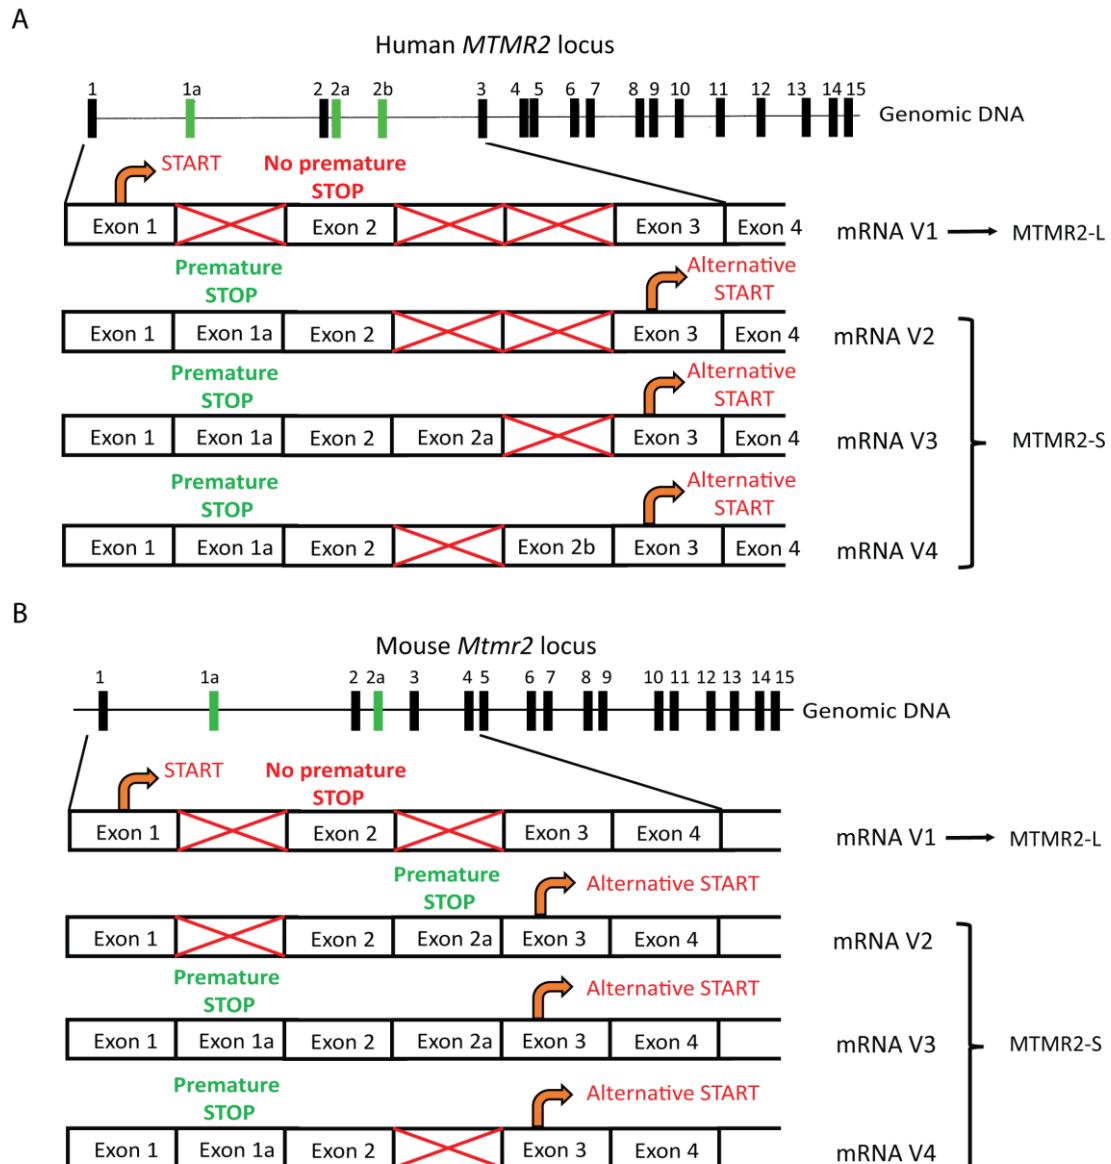 A
Human MTMR2 locus
1 1a 2 2a 2b 3 4 5 6 7 8 9 10 11 12 13 14 15
Genomic DNA
START
No premature
STOP
Exon 1 Exon 2 Exon 3 Exon 4 mRNA V1 MTMR2-L
Premature
STOP
Alternative
START
Exon 1 Exon 1a Exon 2 Exon 3 Exon 4 mRNA V2
Premature
STOP
Alternative
START
Exon 1 Exon 1a Exon 2 Exon 2a Exon 3 Exon 4 mRNA V3 MTMR2-S
Premature
STOP
Alternative
START
Exon 1 Exon 1a Exon 2 Exon 2b Exon 3 Exon 4 mRNA V4
B
Mouse Mtmr2 locus
1 1a 2 2a 3 4 5 6 7 8 9 10 11 12 13 14 15
Genomic DNA
START
No premature
STOP
Exon 1 Exon 2 Exon 3 Exon 4 mRNA V1 MTMR2-L
Premature
STOP
Alternative START
Exon 1 Exon 2 Exon 2a Exon 3 Exon 4 mRNA V2
Premature
STOP
Alternative START
Exon 1 Exon 1a Exon 2 Exon 2a Exon 3 Exon 4 mRNA V3 MTMR2-S
Premature
STOP
Alternative START
Exon 1 Exon 1a Exon 2 Exon 3 Exon 4 mRNA V4